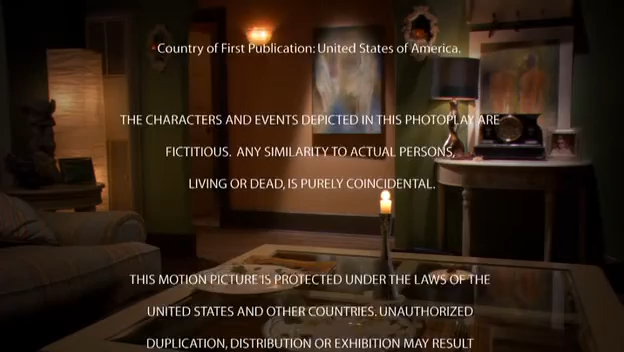 Country of First Publication: United States of America.
THE CHARACTERS AND EVENTS DEPICTED IN THIS PHOTOPLAY ARE
FICTITIOUS. ANY SIMILARITY TO ACTUAL PERSONS,
LIVING OR DEAD, IS PURELY COINCIDENTAL.
THIS MOTION PICTURE IS PROTECTED UNDER THE LAWS OF THE
UNITED STATES AND OTHER COUNTRIES. UNAUTHORIZED
DUPLICATION, DISTRIBUTION OR EXHIBITION MAY RESULT